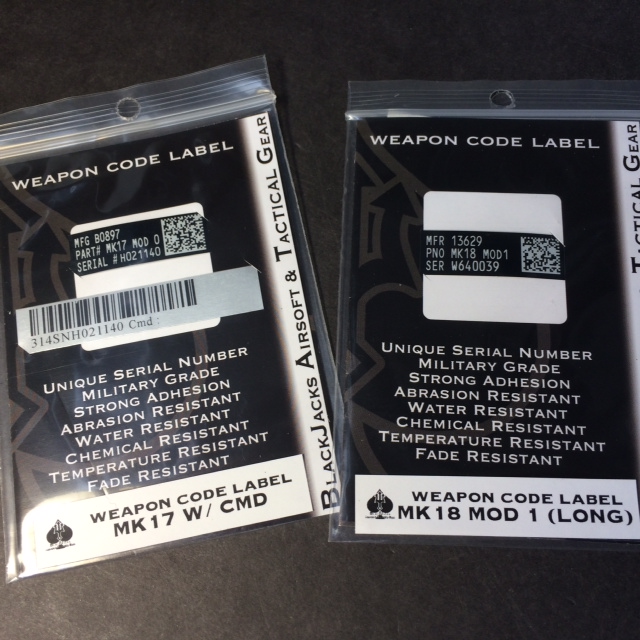 WEAPON CODE LABEL
MFG B0897
PART# MK17 MOD 0
SERIAL #H021140
314SNH021140 Cmd :
UNIQUE SERIAL NUMBER
MILITARY GRADE
STRONG ADHESION
ABRASION RESISTANT
WATER RESISTANT
CHEMICAL RESISTANT
TEMPERATURE RESISTANT
FADE RESISTANT
WEAPON CODE LABEL
MK17 W/ CMD
BLACKJACKS AIRSOFT & TACTICAL GEAR
WEAPON CODE LABEL
MFR 13629
PNO MK18 MOD1
SER W640039
UNIQUE SERIAL NUMBER
MILITARY GRADE
STRONG ADHESION
ABRASION RESISTANT
WATER RESISTANT
CHEMICAL RESISTANT
TEMPERATURE RESISTANT
FADE RESISTANT
WEAPON CODE LABEL
MK18 MOD 1 (LONG)
TACTICAL GEAR